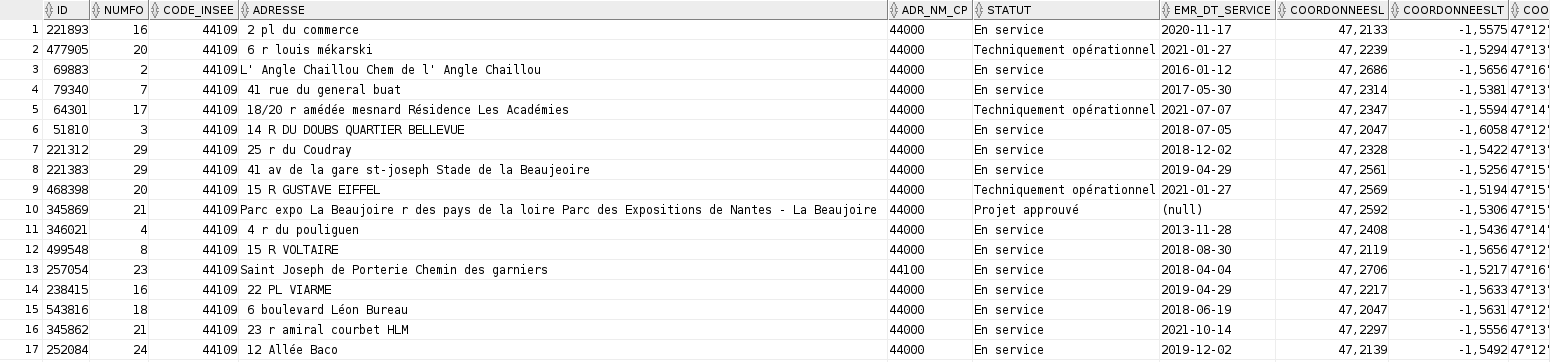 ID NUMFO CODE_INSEE ADRESSE ADR_NM_CP STATUT EMR_DT_SERVICE COORDONNEESL COORDONNEESLT COO
1 221893 16 44109 2 pl du commerce 44000 En service 2020-11-17 47,2133 -1,5575 47°12'
2 477905 20 44109 6 r louis mékarski 44000 Techniquement opérationnel 2021-01-27 47,2239 -1,5294 47°13'
3 69883 2 44109 L' Angle Chaillou Chem de l' Angle Chaillou 44000 En service 2016-01-12 47,2686 -1,5656 47°16'
4 79340 7 44109 41 rue du general buat 44000 En service 2017-05-30 47,2314 -1,5381 47°13'
5 64301 17 44109 18/20 r amédée mesnard Résidence Les Académies 44000 Techniquement opérationnel 2021-07-07 47,2347 -1,5594 47°14'
6 51810 3 44109 14 R DU DOUBS QUARTIER BELLEVUE 44000 En service 2018-07-05 47,2047 -1,6058 47°12'
7 221312 29 44109 25 r du Coudray 44000 En service 2018-12-02 47,2328 -1,5422 47°13'
8 221383 29 44109 41 av de la gare st-joseph Stade de la Beaujeoire 44000 En service 2019-04-29 47,2561 -1,5256 47°15'
9 468398 20 44109 15 R GUSTAVE EIFFEL 44000 Techniquement opérationnel 2021-01-27 47,2569 -1,5194 47°15'
10 345869 21 44109 Parc expo La Beaujoire r des pays de la loire Parc des Expositions de Nantes - La Beaujoire 44000 Projet approuvé (null) 47,2592 -1,5306 47°15'
11 346021 4 44109 4 r du pouliguen 44000 En service 2013-11-28 47,2408 -1,5436 47°14'
12 499548 8 44109 15 R VOLTAIRE 44000 En service 2018-08-30 47,2119 -1,5656 47°12'
13 257054 23 44109 Saint Joseph de Porterie Chemin des garniers 44100 En service 2018-04-04 47,2706 -1,5217 47°16'
14 238415 16 44109 22 PL VIARME 44000 En service 2019-04-29 47,2217 -1,5633 47°13'
15 543816 18 44109 6 boulevard Léon Bureau 44000 En service 2018-06-19 47,2047 -1,5631 47°12'
16 345862 21 44109 23 r amiral courbet HLM 44000 En service 2021-10-14 47,2297 -1,5556 47°13'
17 252084 24 44109 12 Allée Baco 44000 En service 2019-12-02 47,2139 -1,5492 47°12'